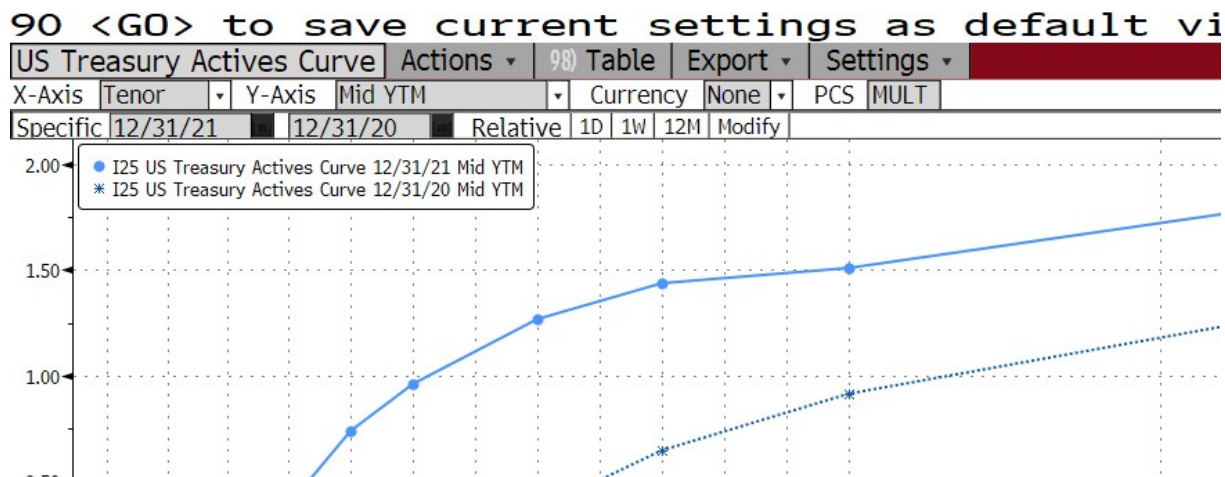 90 <GO> to save current settings as default vi
US Treasury Actives Curve Actions 98) Table Export Settings
X-Axis Tenor Y-Axis Mid YTM Currency None PCS MULT
Specific 12/31/21 12/31/20 Relative 1D 1W 12M Modify
I25 US Treasury Actives Curve 12/31/21 Mid YTM
I25 US Treasury Actives Curve 12/31/20 Mid YTM
2.00
1.50
1.00